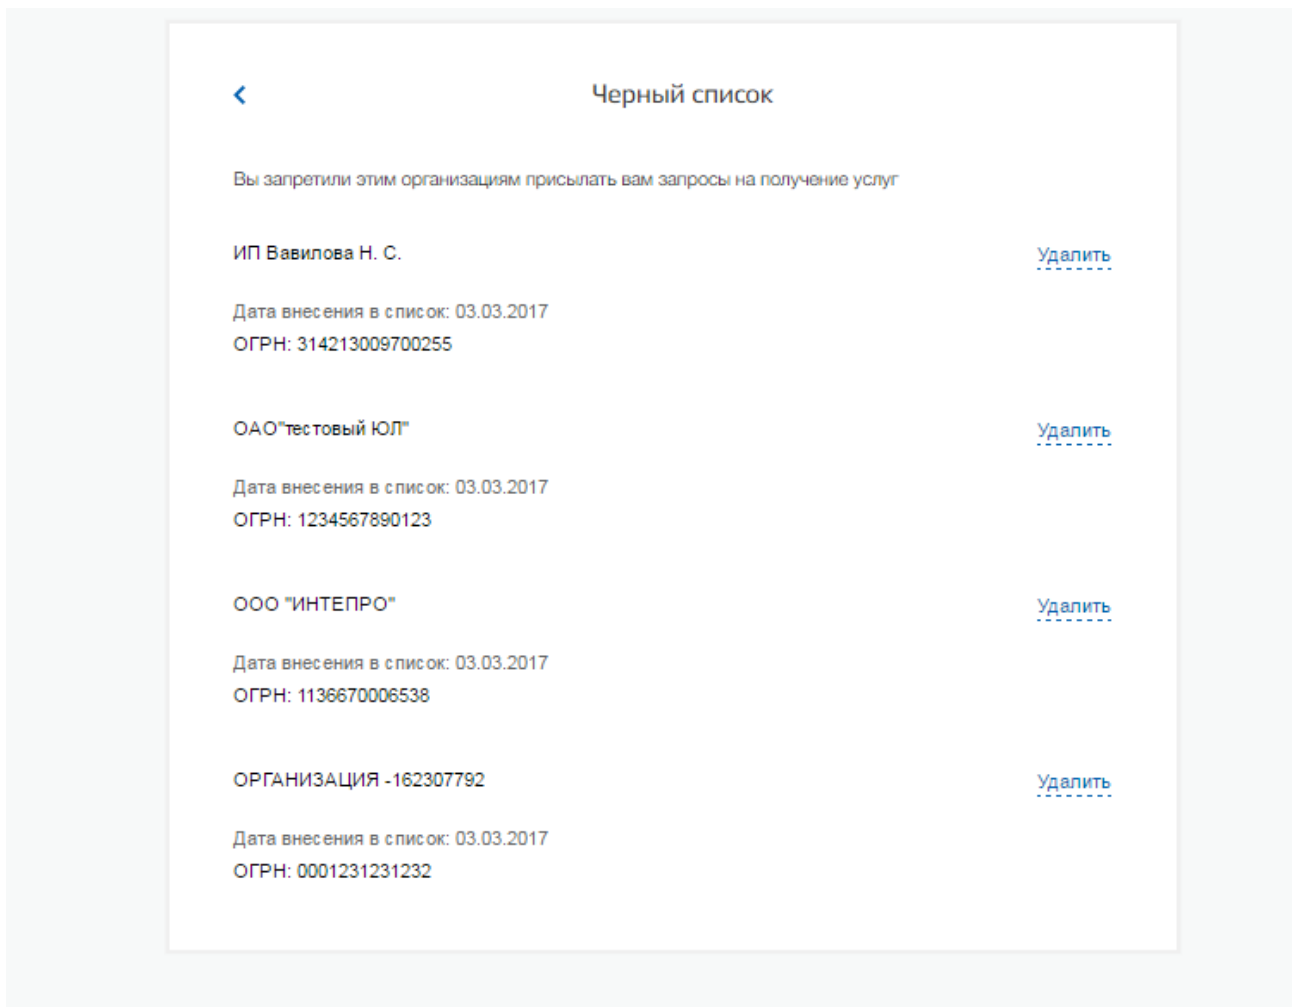 Черный список
Вы запретили этим организациям присылать вам запросы на получение услуг
ИП Вавилова Н. С.
Удалить
Дата внесения в список: 03.03.2017
ОГРН: 314213009700255
ОАО"тестовый ЮЛ"
Удалить
Дата внесения в список: 03.03.2017
ОГРН: 1234567890123
ООО "ИНТЕПРО"
Удалить
Дата внесения в список: 03.03.2017
ОГРН: 1136670006538
ОРГАНИЗАЦИЯ -162307792
Удалить
Дата внесения в список: 03.03.2017
ОГРН: 0001231231232